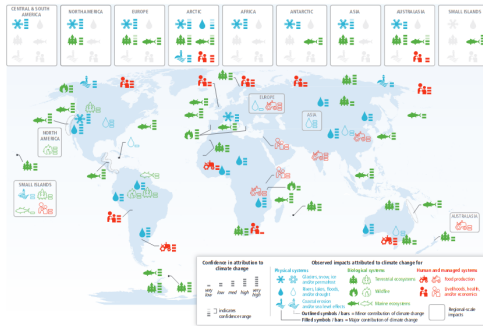 CENTRAL & SOUTH
AMERICA
NORTH AMERICA
EUROPE
ARCTIC
AFRICA
ANTARCTIC
ASIA
AUSTRALASIA
SMALL ISLANDS
EUROPE
ASIA
NORTH
AMERICA
SMALL ISLANDS
AUSTRALASIA
Confidence in attribution to
climate change
very
low
low
med
high
very
high
indicates
confidence range
Observed impacts attributed to climate change for
Physical systems
Glaciers, snow, ice
and/or permafrost
Rivers, lakes, floods
and/or drought
Coastal erosion
and/or sea level effects
Biological systems
Terrestrial ecosystems
Wildfire
Marine ecosystems
Human and managed systems
Food production
Livelihoods, health,
and/or economics
Regional-scale
impacts
Outlined symbols / bars = Minor contribution of climate change
Filled symbols / bars = Major contribution of climate change